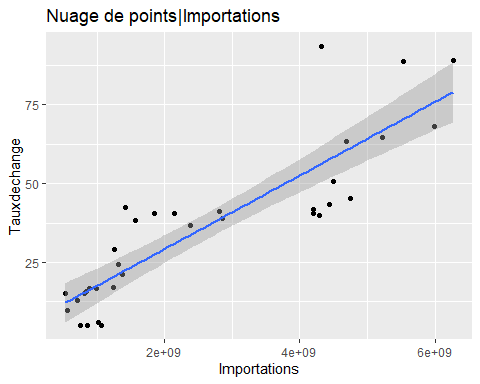 Nuage de points|Importations
75
50
25
Tauxdechange
2e+09
4e+09
6e+09
Importations